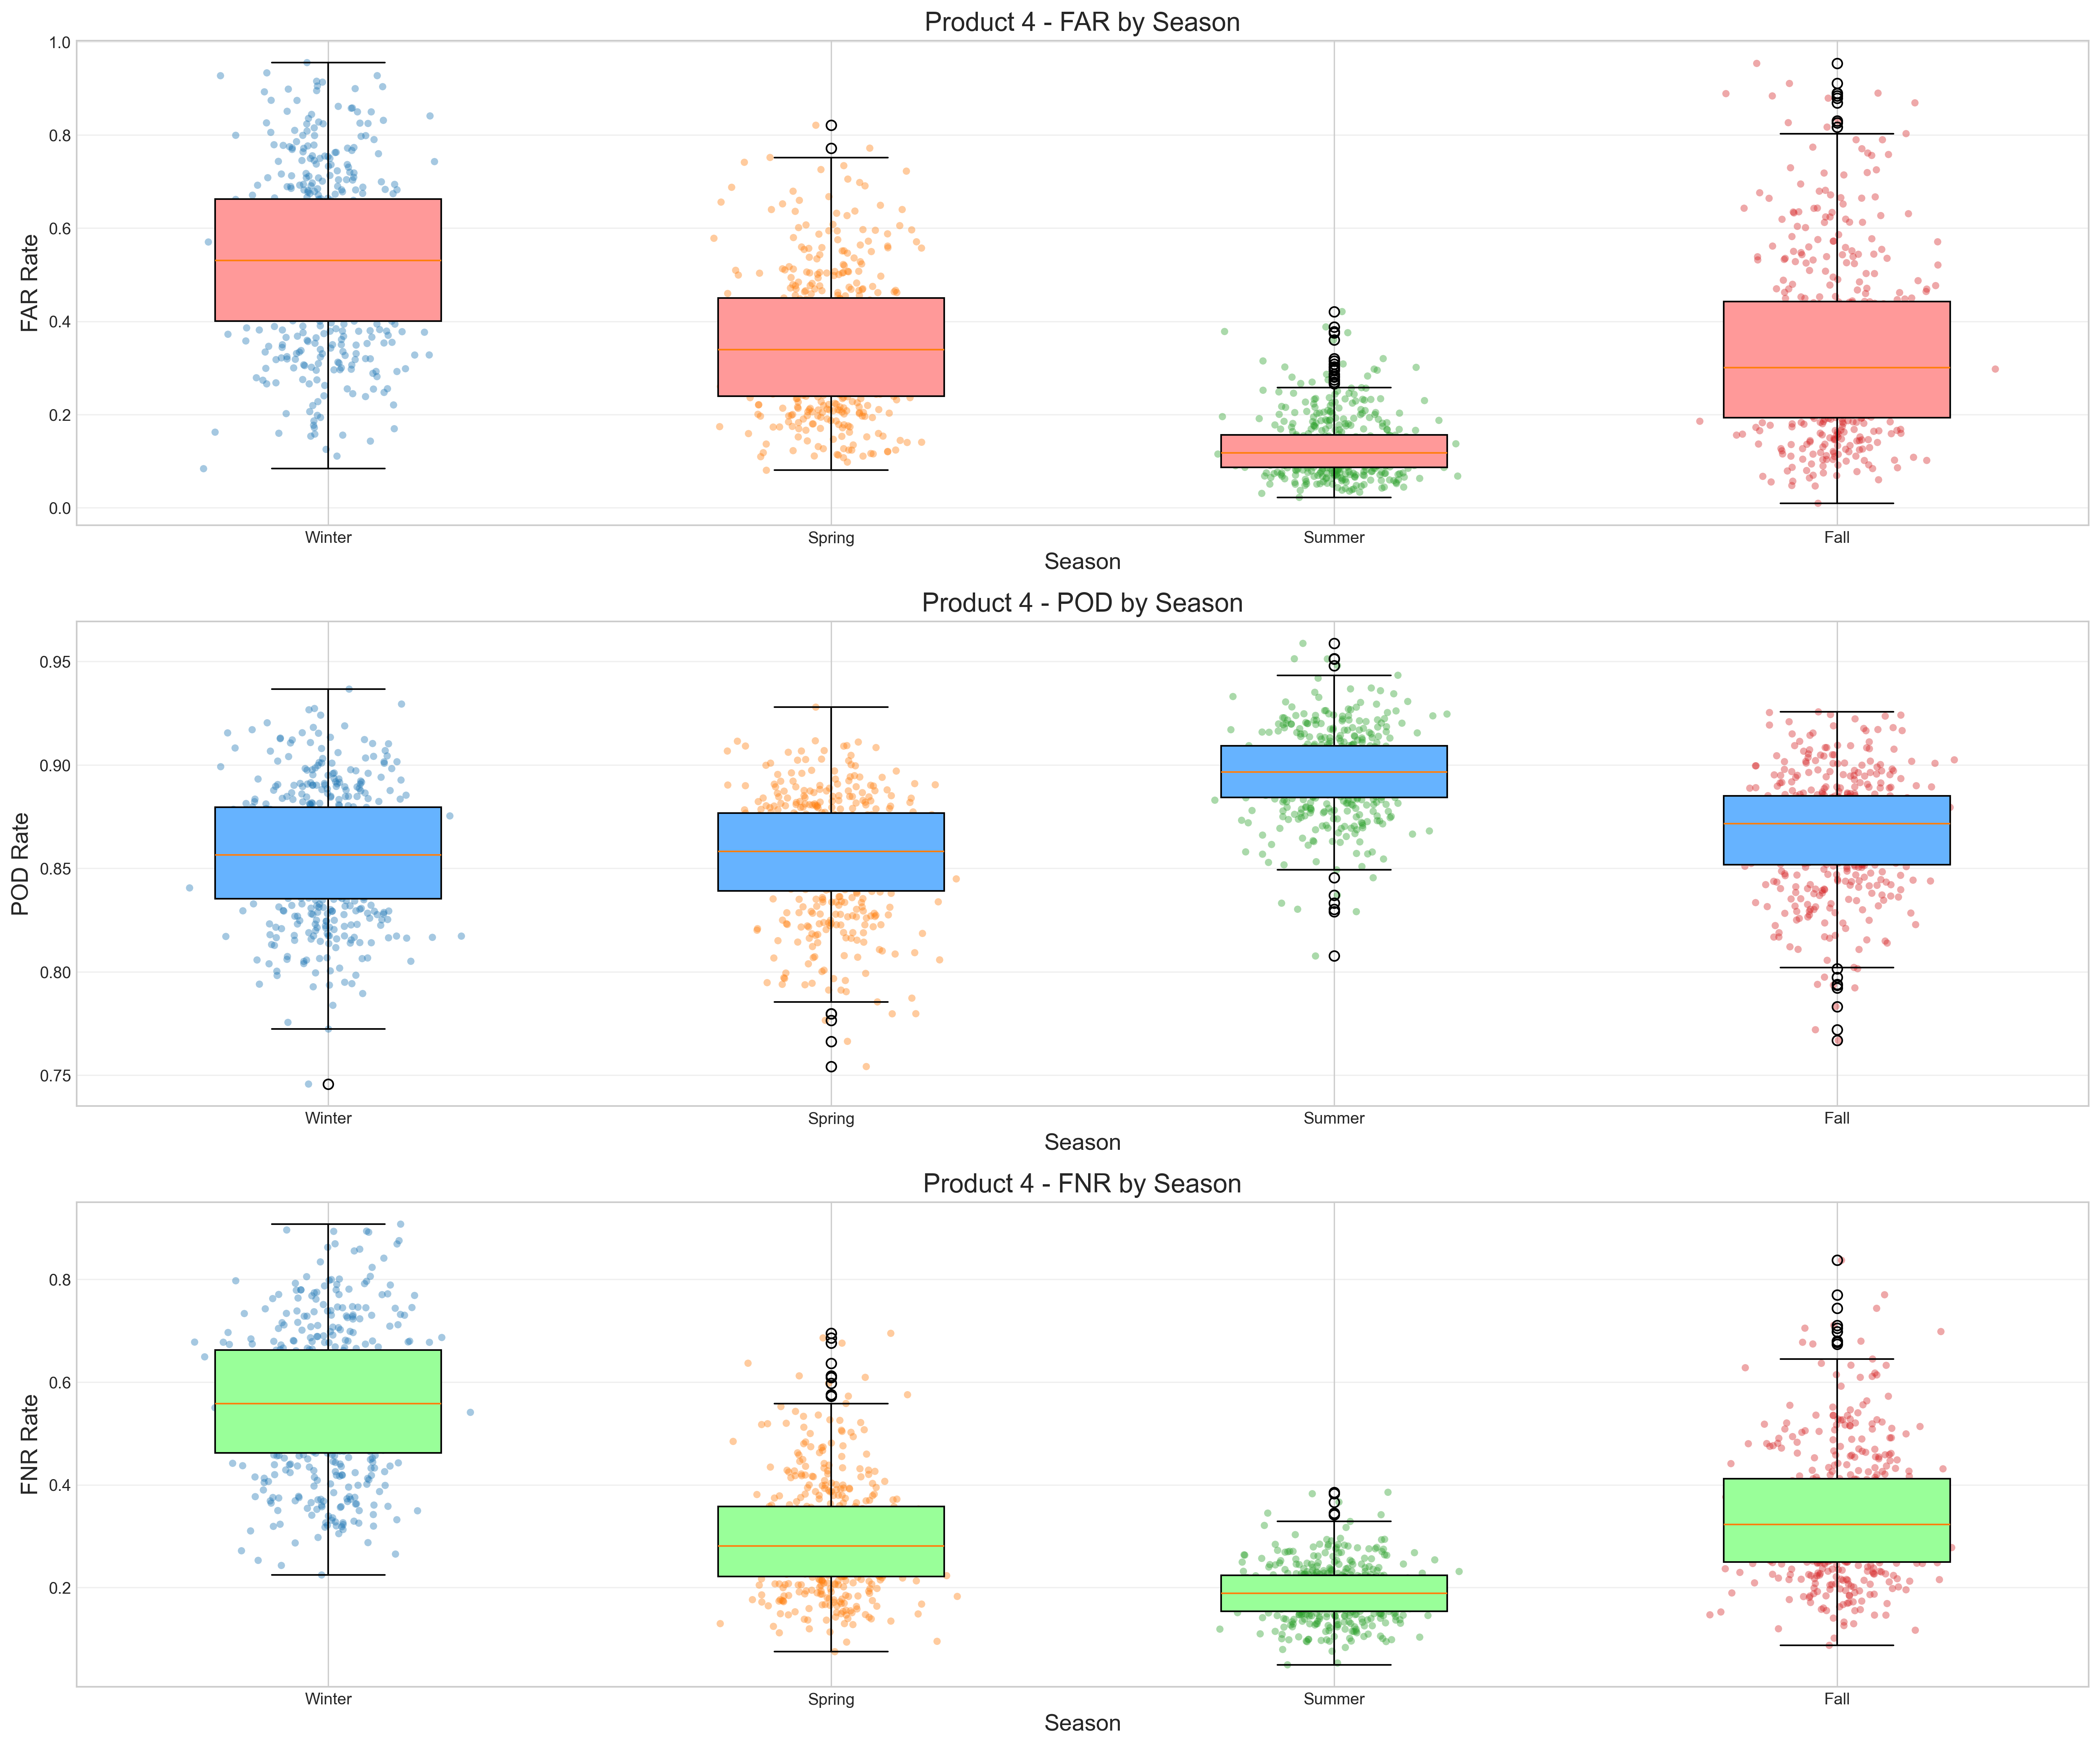 Product 4 - FAR by Season
FAR Rate
1.0
0.8
0.6
0.4
0.2
0.0
Winter
Spring
Summer
Fall
Season
Product 4 - POD by Season
POD Rate
0.95
0.90
0.85
0.80
0.75
Winter
Spring
Summer
Fall
Season
Product 4 - FNR by Season
FNR Rate
0.8
0.6
0.4
0.2
Winter
Spring
Summer
Fall
Season